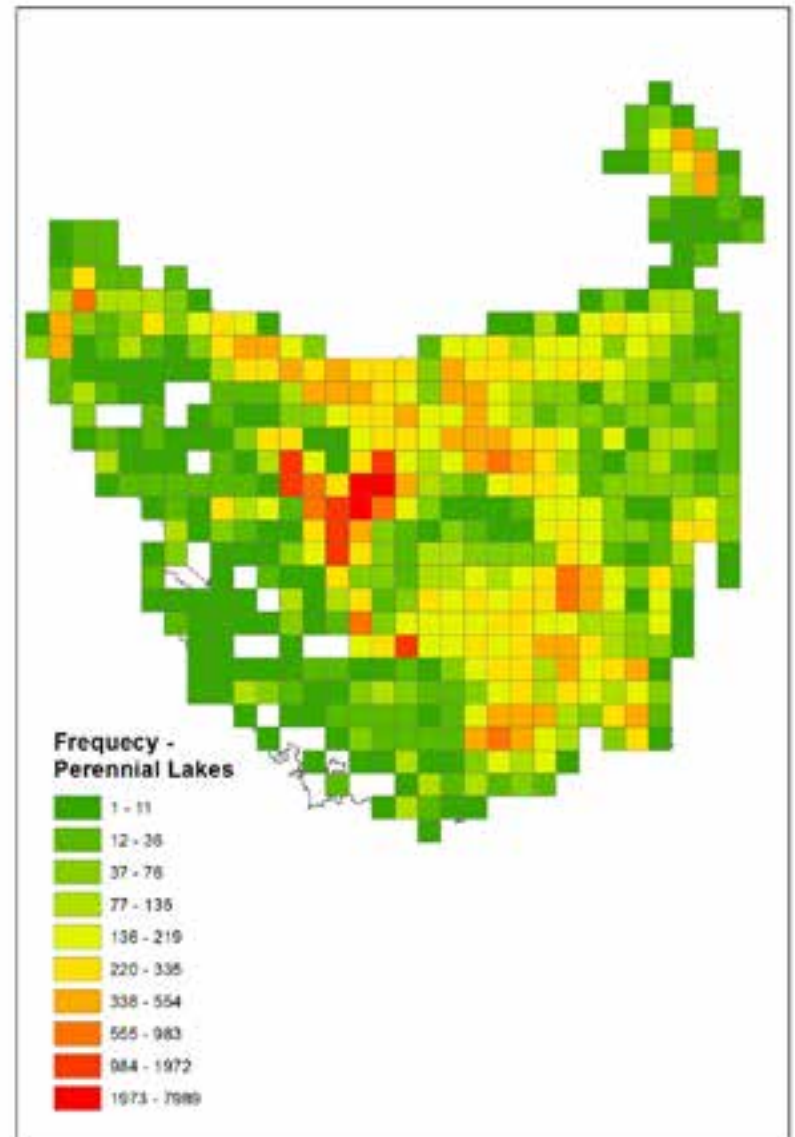 Frequecy -
Perennial Lakes
1 - 11
12 - 36
37 - 76
77 - 135
136 - 219
220 - 335
336 - 554
555 - 983
984 - 1972
1973 - 7989